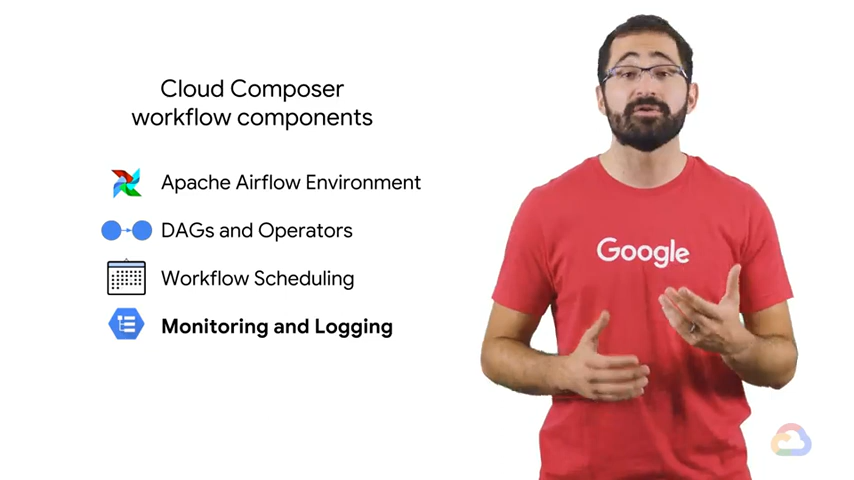 Cloud Composer
workflow components
Apache Airflow Environment
DAGs and Operators
Workflow Scheduling
Monitoring and Logging
Google